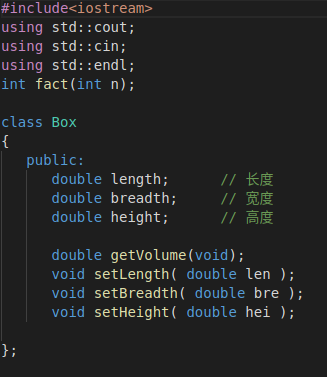 #include<iostream>
using std::cout;
using std::cin;
using std::endl;
int fact(int n);
class Box
{
public:
double length; // 长度
double breadth; // 宽度
double height; // 高度
double getVolume(void);
void setLength( double len );
void setBreadth( double bre );
void setHeight( double hei );
};